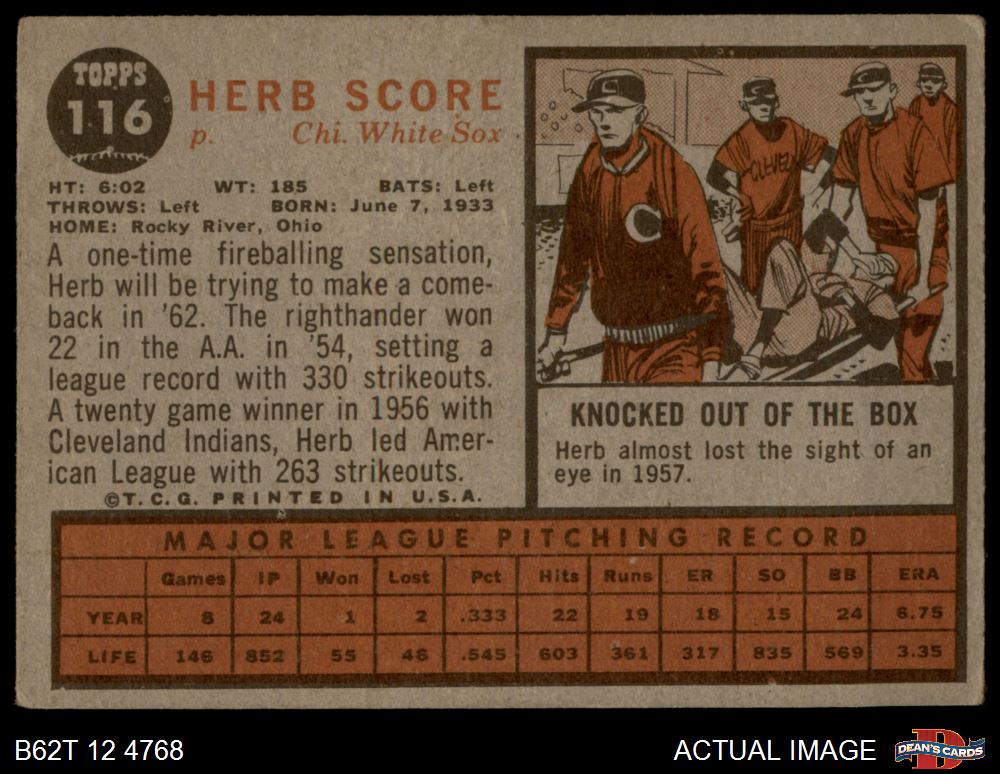 TOPPS
116
HERB SCORE
p. Chi. White Sox
HT: 6:02 WT: 185 BATS: Left
THROWS: Left BORN: June 7, 1933
HOME: Rocky River, Ohio
A one-time fireballing sensation,
Herb will be trying to make a come-
back in '62. The righthander won
22 in the A.A. in '54, setting a
league record with 330 strikeouts.
A twenty game winner in 1956 with
Cleveland Indians, Herb led Amer-
ican League with 263 strikeouts.
©T.C.G. PRINTED IN U.S.A.
C
C
CLEVEL
C
C
KNOCKED OUT OF THE BOX
Herb almost lost the sight of an
eye in 1957.
MAJOR LEAGUE PITCHING RECORD
Games IP Won Lost Pct Hits Runs ER SO BB ERA
YEAR 8 24 1 2 .333 22 19 18 15 24 6.75
LIFE 146 852 55 46 .545 603 361 317 835 569 3.35
B62T 12 4768
ACTUAL IMAGE
D
DEAN'S CARDS